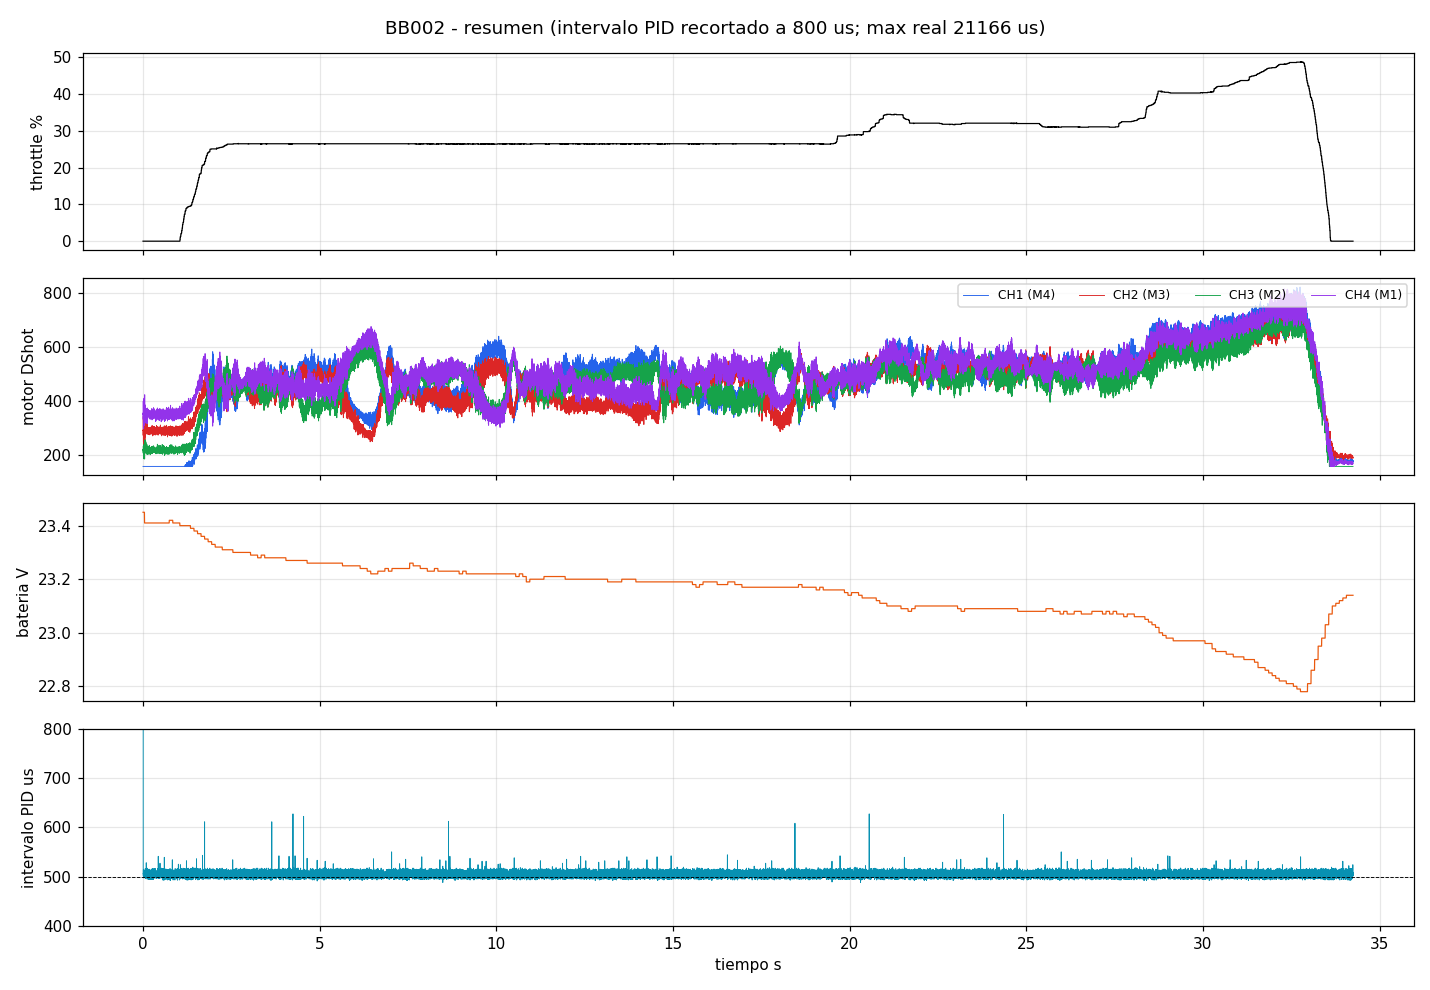 BB002 - resumen (intervalo PID recortado a 800 us; max real 21166 us)
50
40
30
20
10
0
throttle %
CH1 (M4) CH2 (M3) CH3 (M2) CH4 (M1)
800
600
400
200
motor DShot
23.4
23.2
23.0
22.8
bateria V
800
700
600
500
400
intervalo PID us
0 5 10 15 20 25 30 35
tiempo s